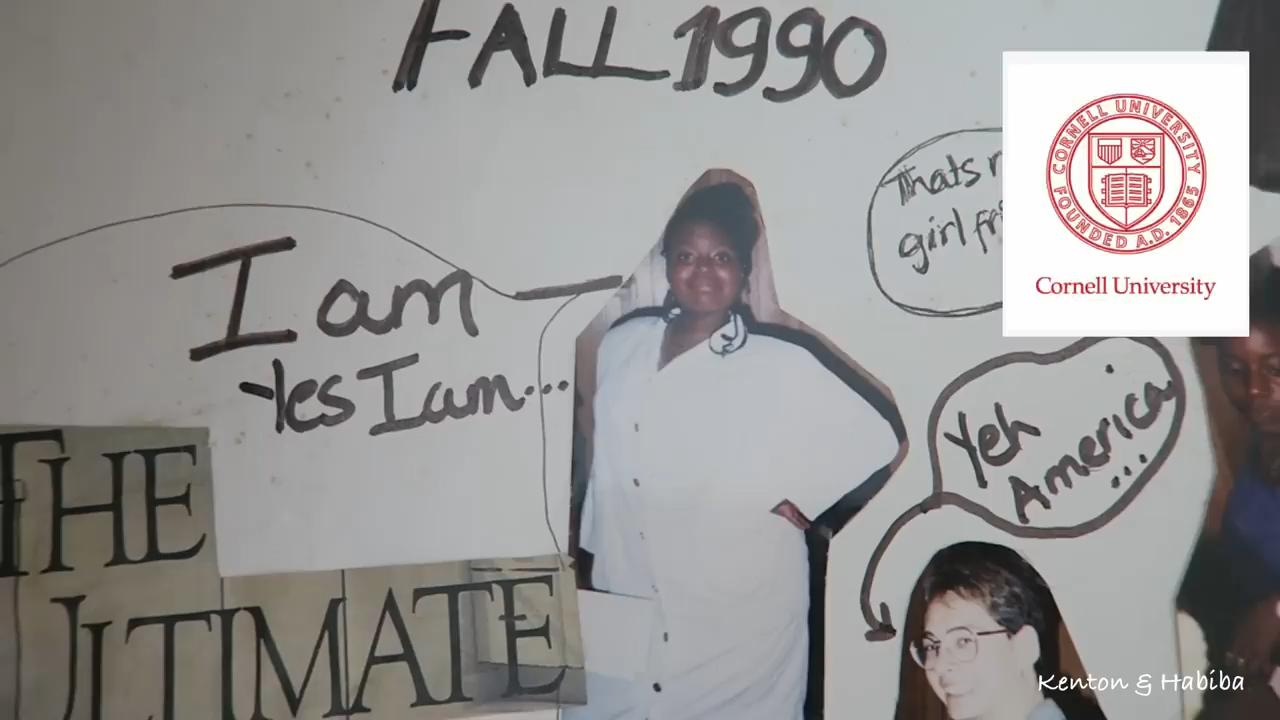 FALL 1990
Thats
girl
I am
Yes I am...
Yeh
America
...
THE
ULTIMATE
CORNELL UNIVERSITY
FOUNDED A.D. 1865
Cornell University
Kenton & Habiba